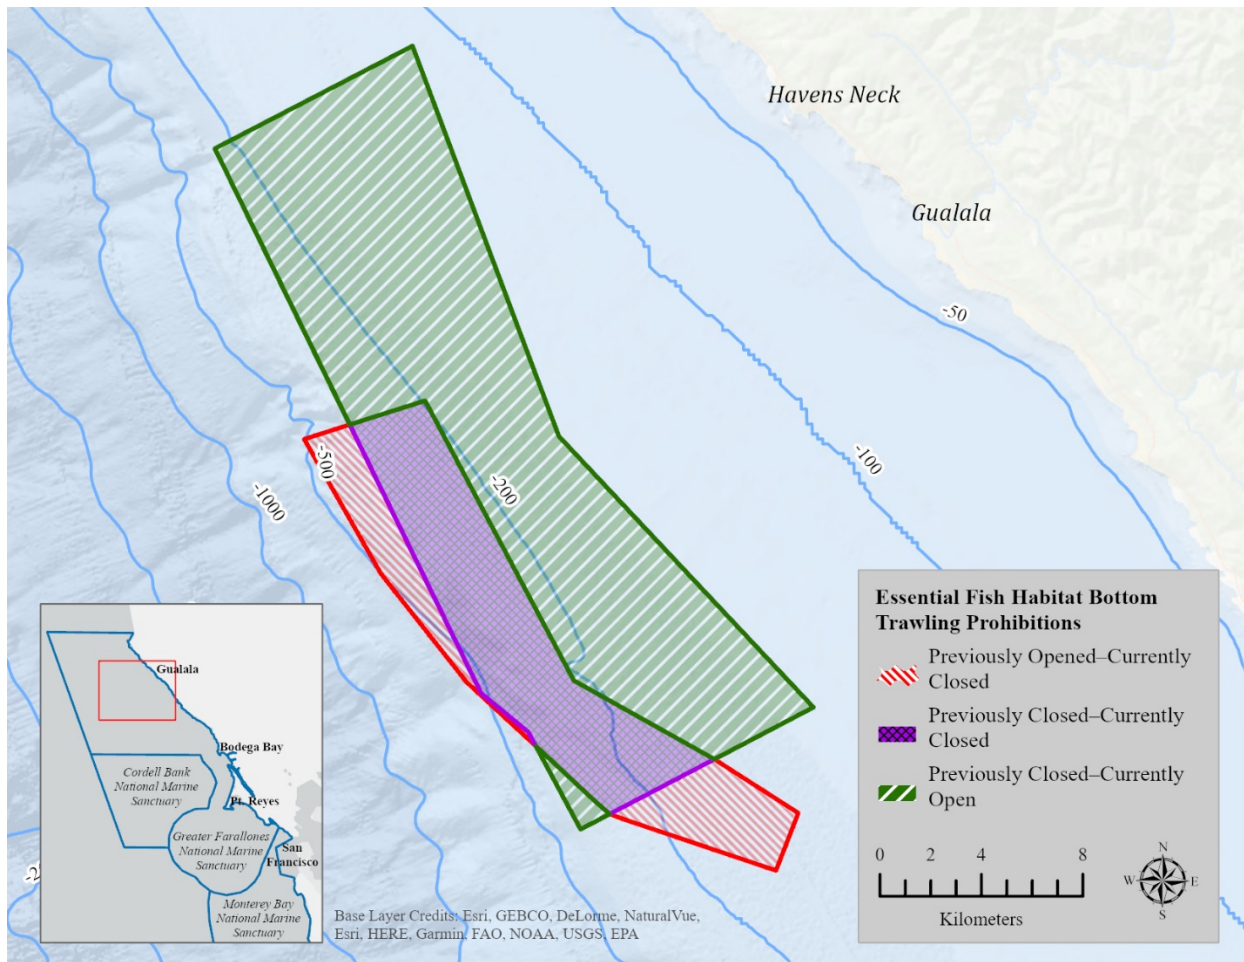 Havens Neck
Gualala
-50
-100
-200
-500
-1000
Essential Fish Habitat Bottom
Trawling Prohibitions
Previously Opened–Currently
Closed
Previously Closed–Currently
Closed
Previously Closed–Currently
Open
0 2 4 8
Kilometers
N
W E
S
Gualala
Bodega Bay
Cordell Bank
National Marine
Sanctuary
Pt. Reyes
Greater Farallones
National Marine
Sanctuary
San
Francisco
Monterey Bay
National Marine
Sanctuary
Base Layer Credits: Esri, GEBCO, DeLorme, NaturalVue,
Esri, HERE, Garmin, FAO, NOAA, USGS, EPA